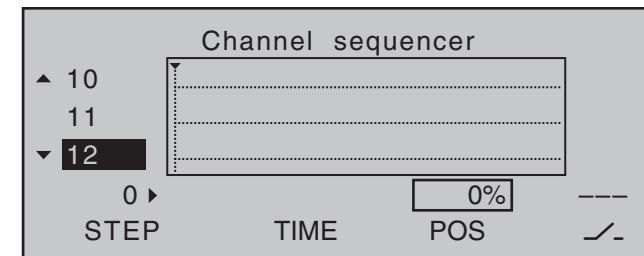 Channel sequencer
10
11
12
0 0% ---
STEP TIME POS